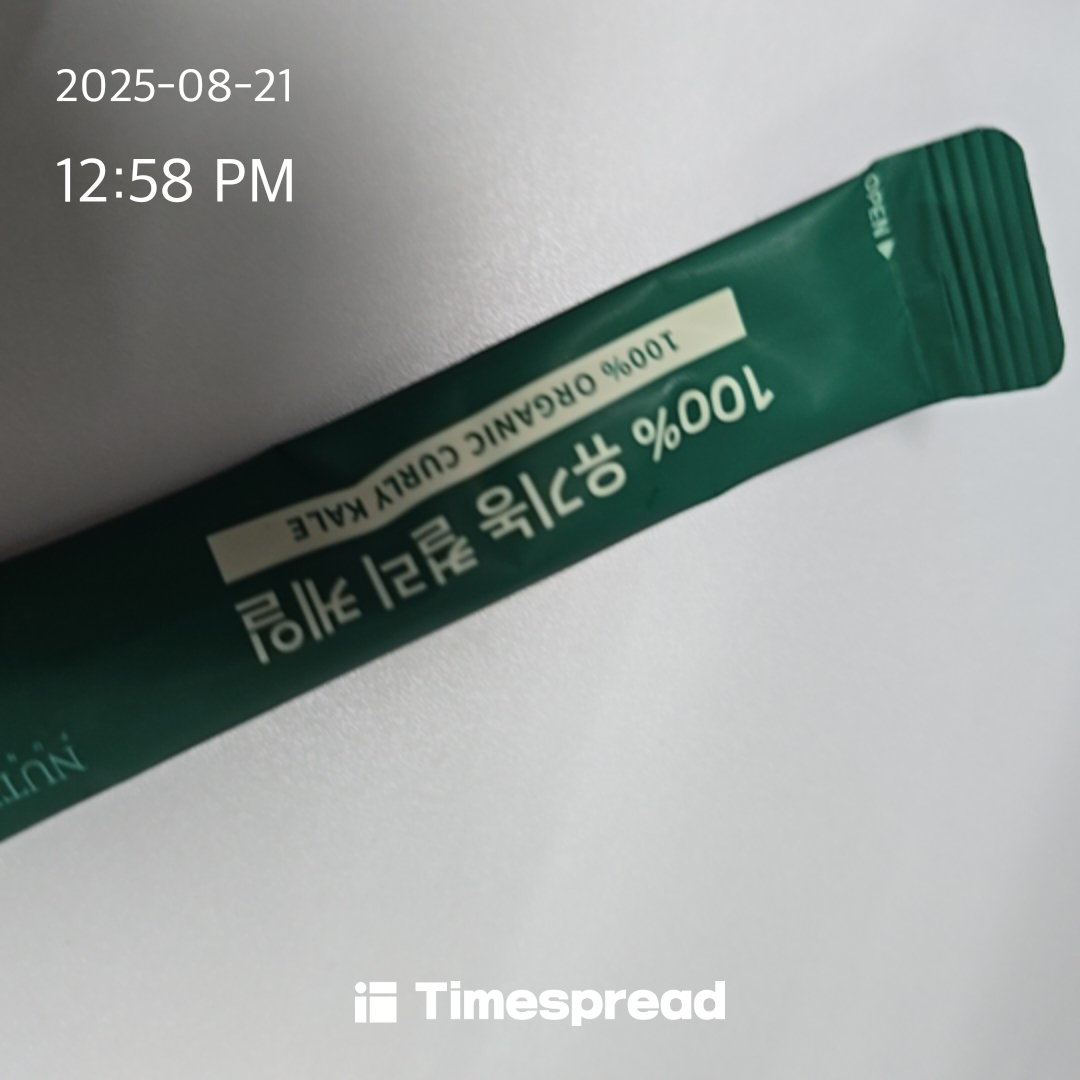 2025-08-21
12:58 PM
OPEN
100% 유기농 컬리 케일
100% ORGANIC CURLY KALE
Timespread